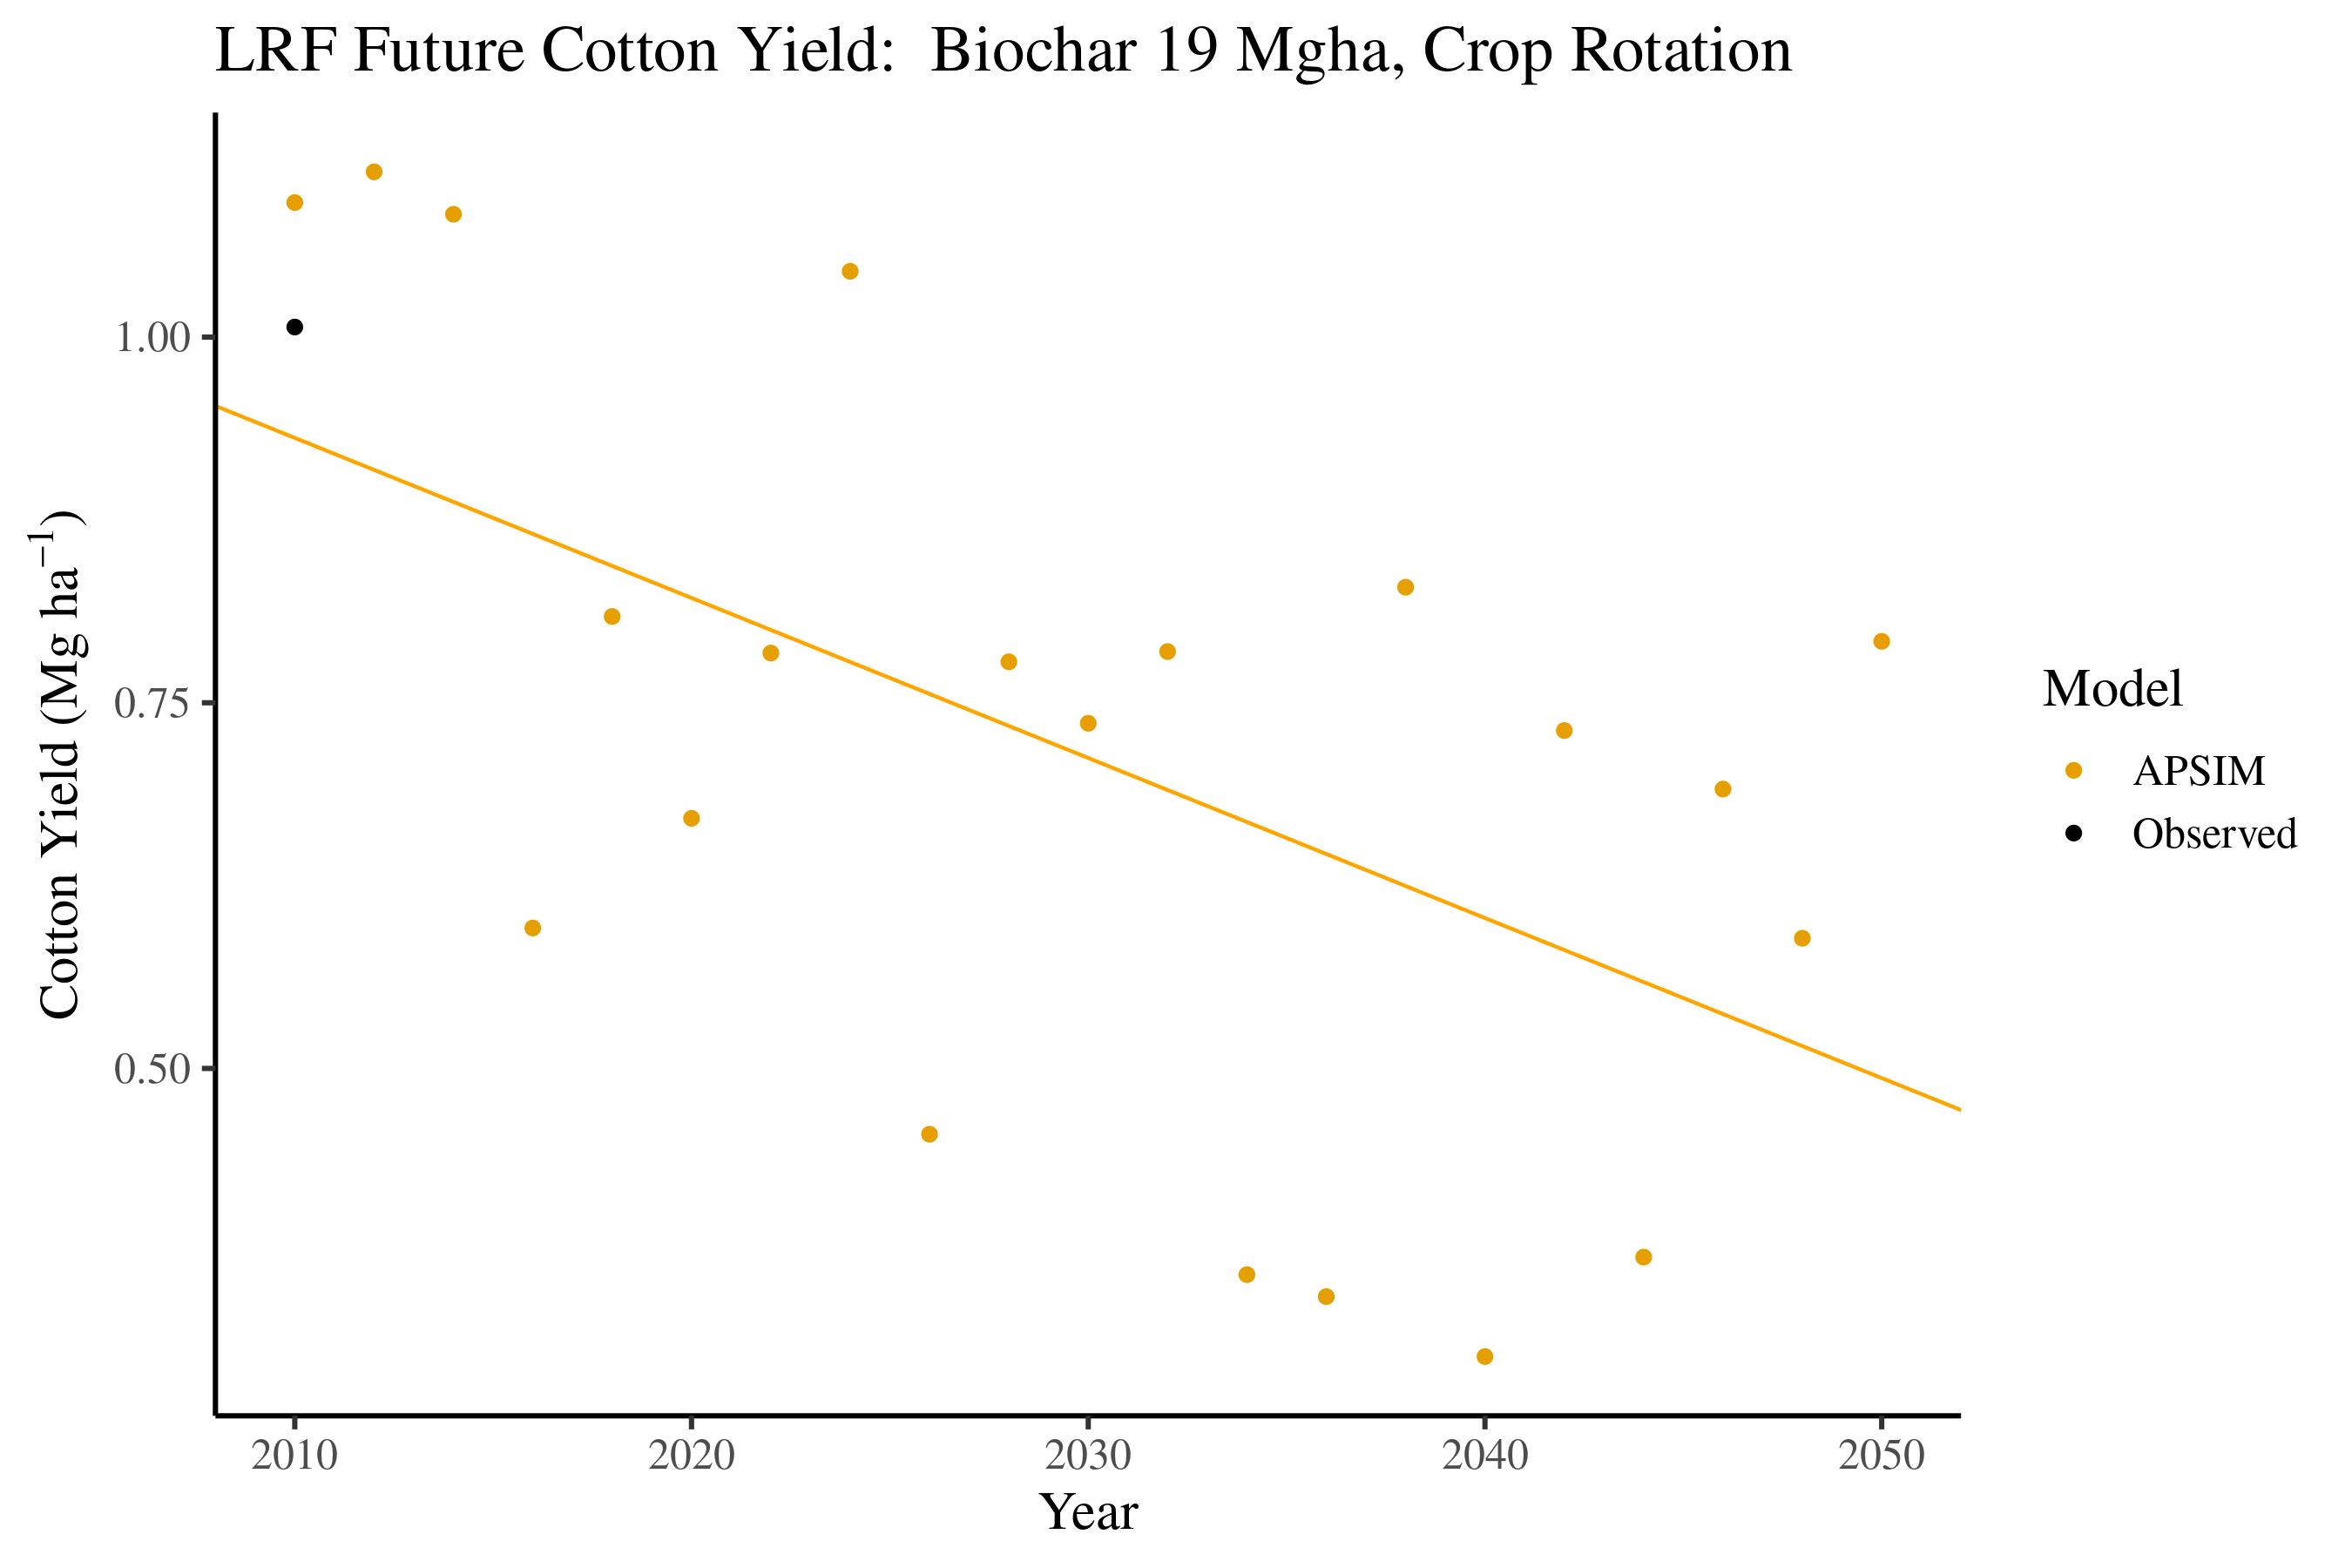 LRF Future Cotton Yield:  Biochar 19 Mgha, Crop Rotation
Cotton Yield (Mg ha⁻¹)
1.00
0.75
0.50
2010 2020 2030 2040 2050
Year
Model
APSIM
Observed